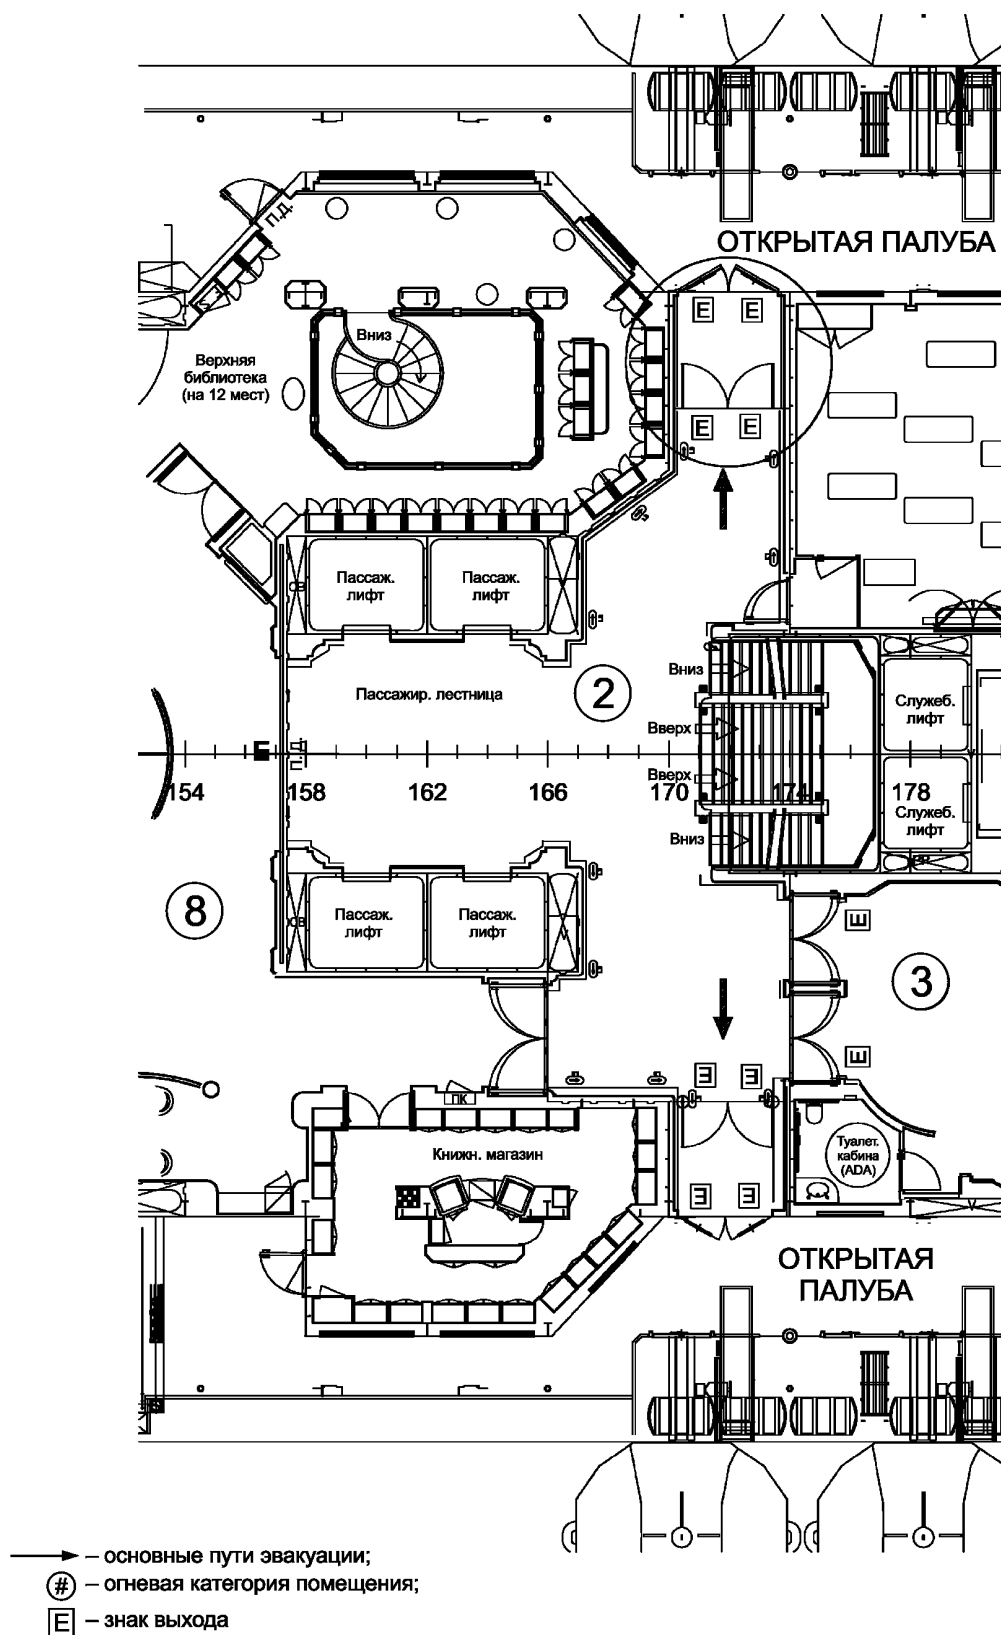 ОТКРЫТАЯ ПАЛУБА
П.Д.
E E
Вниз
Верхняя
библиотека
(на 12 мест)
E E
Пассаж.
лифт
Пассаж.
лифт
СВ
Вниз
2
Пассажир. лестница
Служеб.
лифт
Вверх
П.Д.
Вверх
154 158 162 166 170 174 178
Служеб.
лифт
Вниз
8
Пассаж.
лифт
Пассаж.
лифт
СВ
E
3
E
E E
ПК
Книжн. магазин
Туалет.
кабина
(ADA)
E E
ОТКРЫТАЯ
ПАЛУБА
– основные пути эвакуации;
# – огневая категория помещения;
E – знак выхода